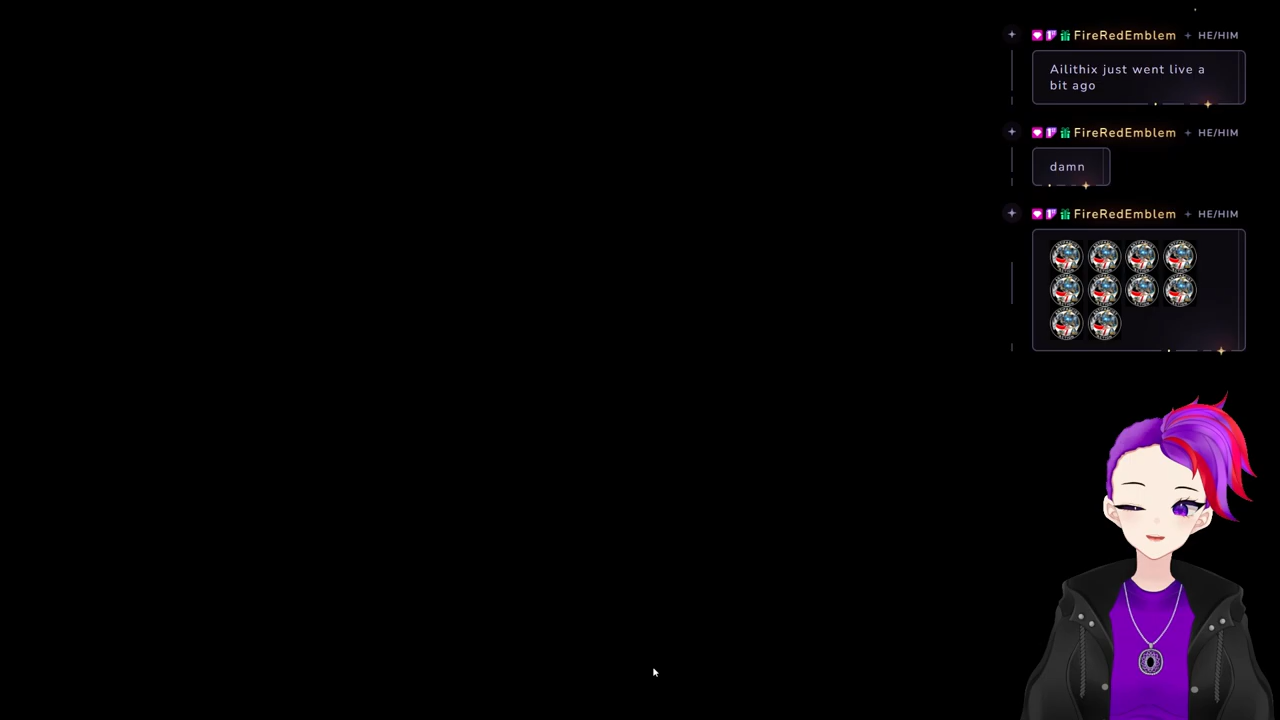 FireRedEmblem HE/HIM
Ailithix just went live a
bit ago
FireRedEmblem HE/HIM
damn
FireRedEmblem HE/HIM